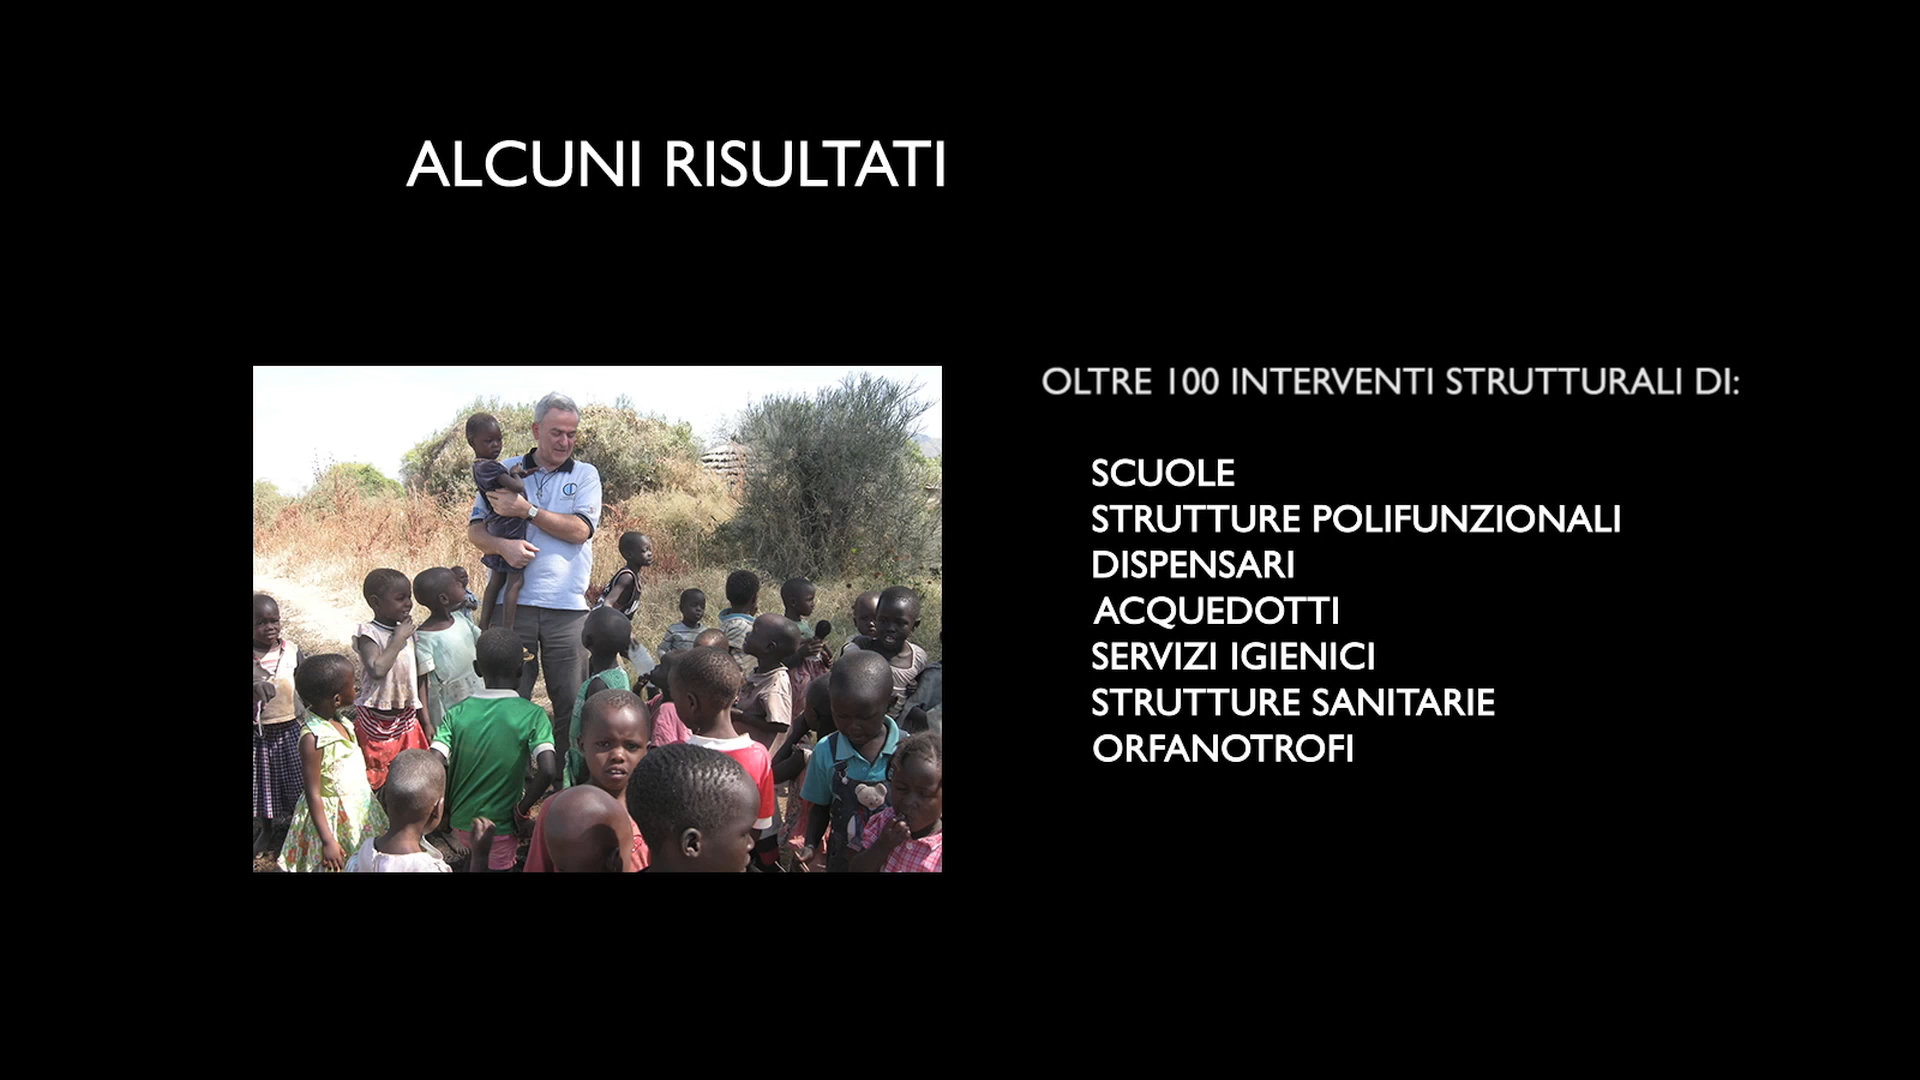 ALCUNI RISULTATI
OLTRE 100 INTERVENTI STRUTTURALI DI:
SCUOLE
STRUTTURE POLIFUNZIONALI
DISPENSARI
ACQUEDOTTI
SERVIZI IGIENICI
STRUTTURE SANITARIE
ORFANOTROFI